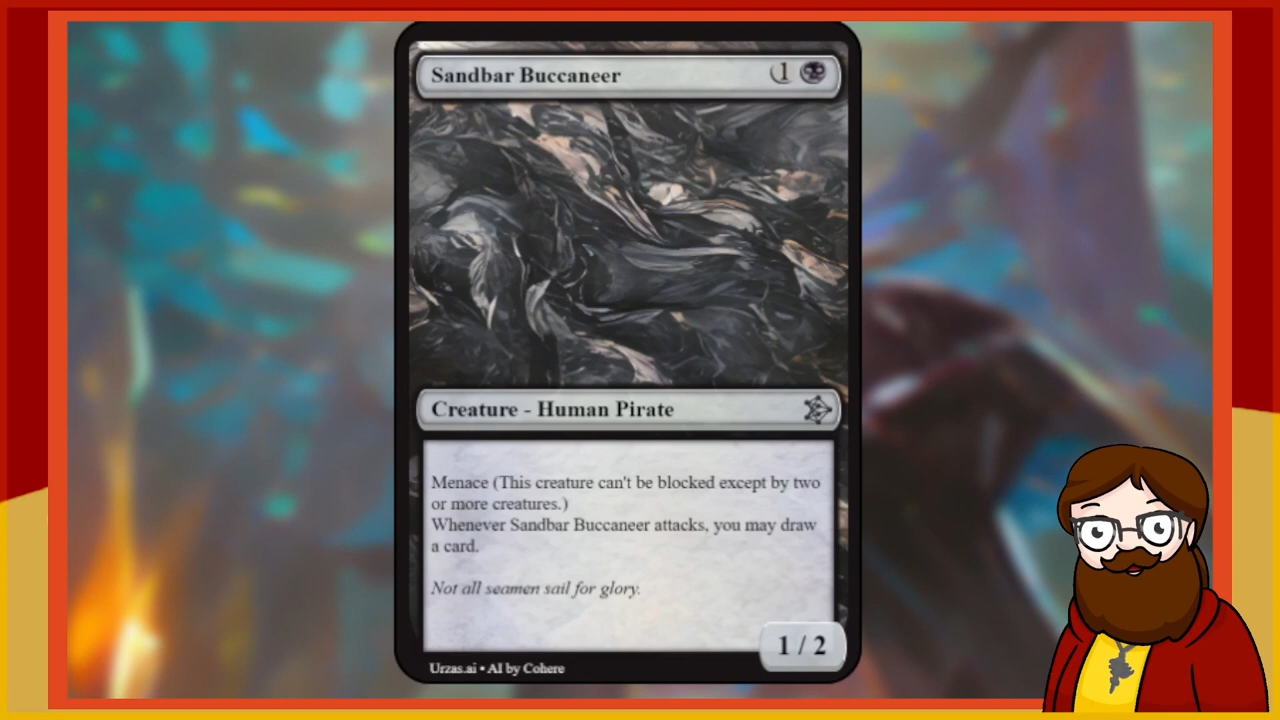 Sandbar Buccaneer 1
Creature - Human Pirate
Menace (This creature can't be blocked except by two
or more creatures.)
Whenever Sandbar Buccaneer attacks, you may draw
a card.
Not all seamen sail for glory.
1 / 2
Urzas.ai • AI by Cohere